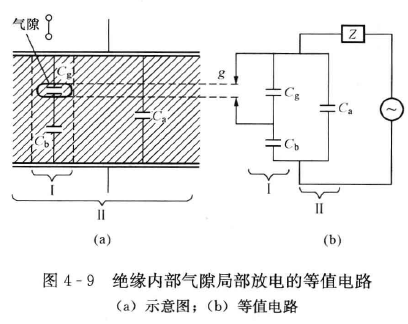 气隙
C_g
C_b
C_a
I
II
(a)
g
Z
C_g
C_a
C_b
~
I
II
(b)
图 4-9 绝缘内部气隙局部放电的等值电路
（a）示意图；（b）等值电路